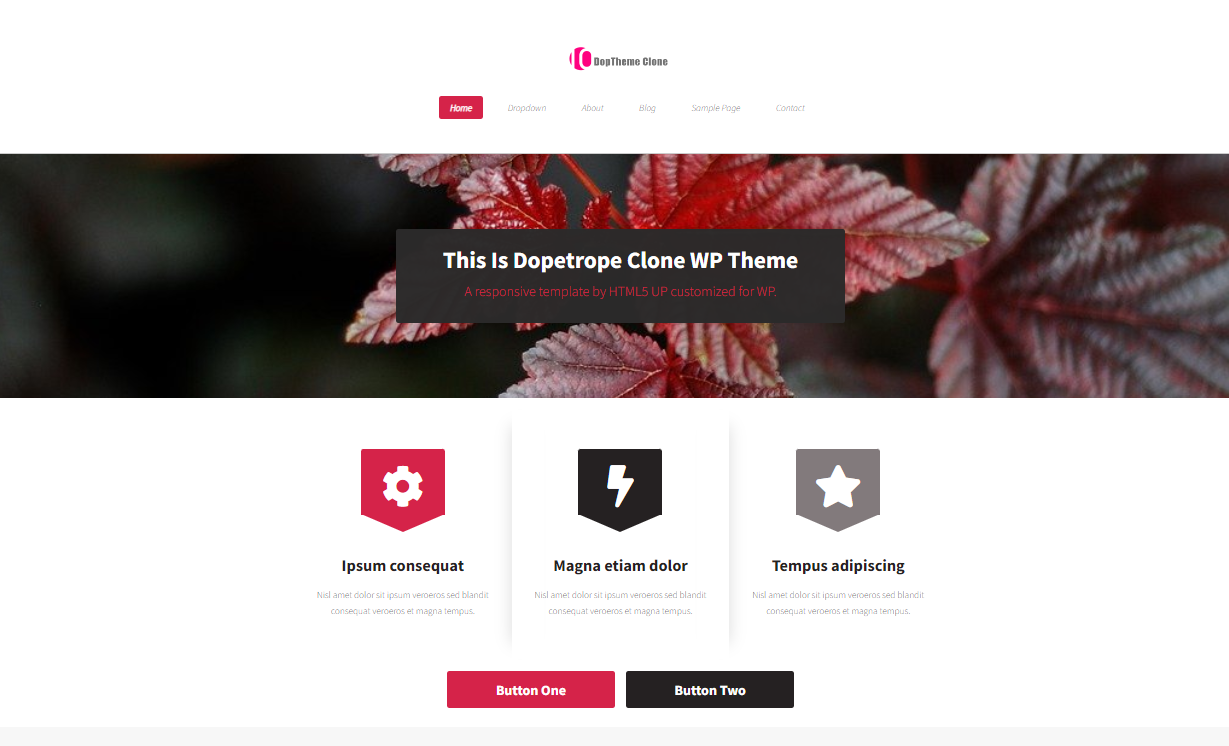 DopTheme Clone
Home Dropdown About Blog Sample Page Contact
This Is Dopetrope Clone WP Theme
A responsive template by HTML5 UP customized for WP.
Ipsum consequat
Nisl amet dolor sit ipsum veroeros sed blandit
consequat veroeros et magna tempus.
Magna etiam dolor
Nisl amet dolor sit ipsum veroeros sed blandit
consequat veroeros et magna tempus.
Tempus adipiscing
Nisl amet dolor sit ipsum veroeros sed blandit
consequat veroeros et magna tempus.
Button One
Button Two